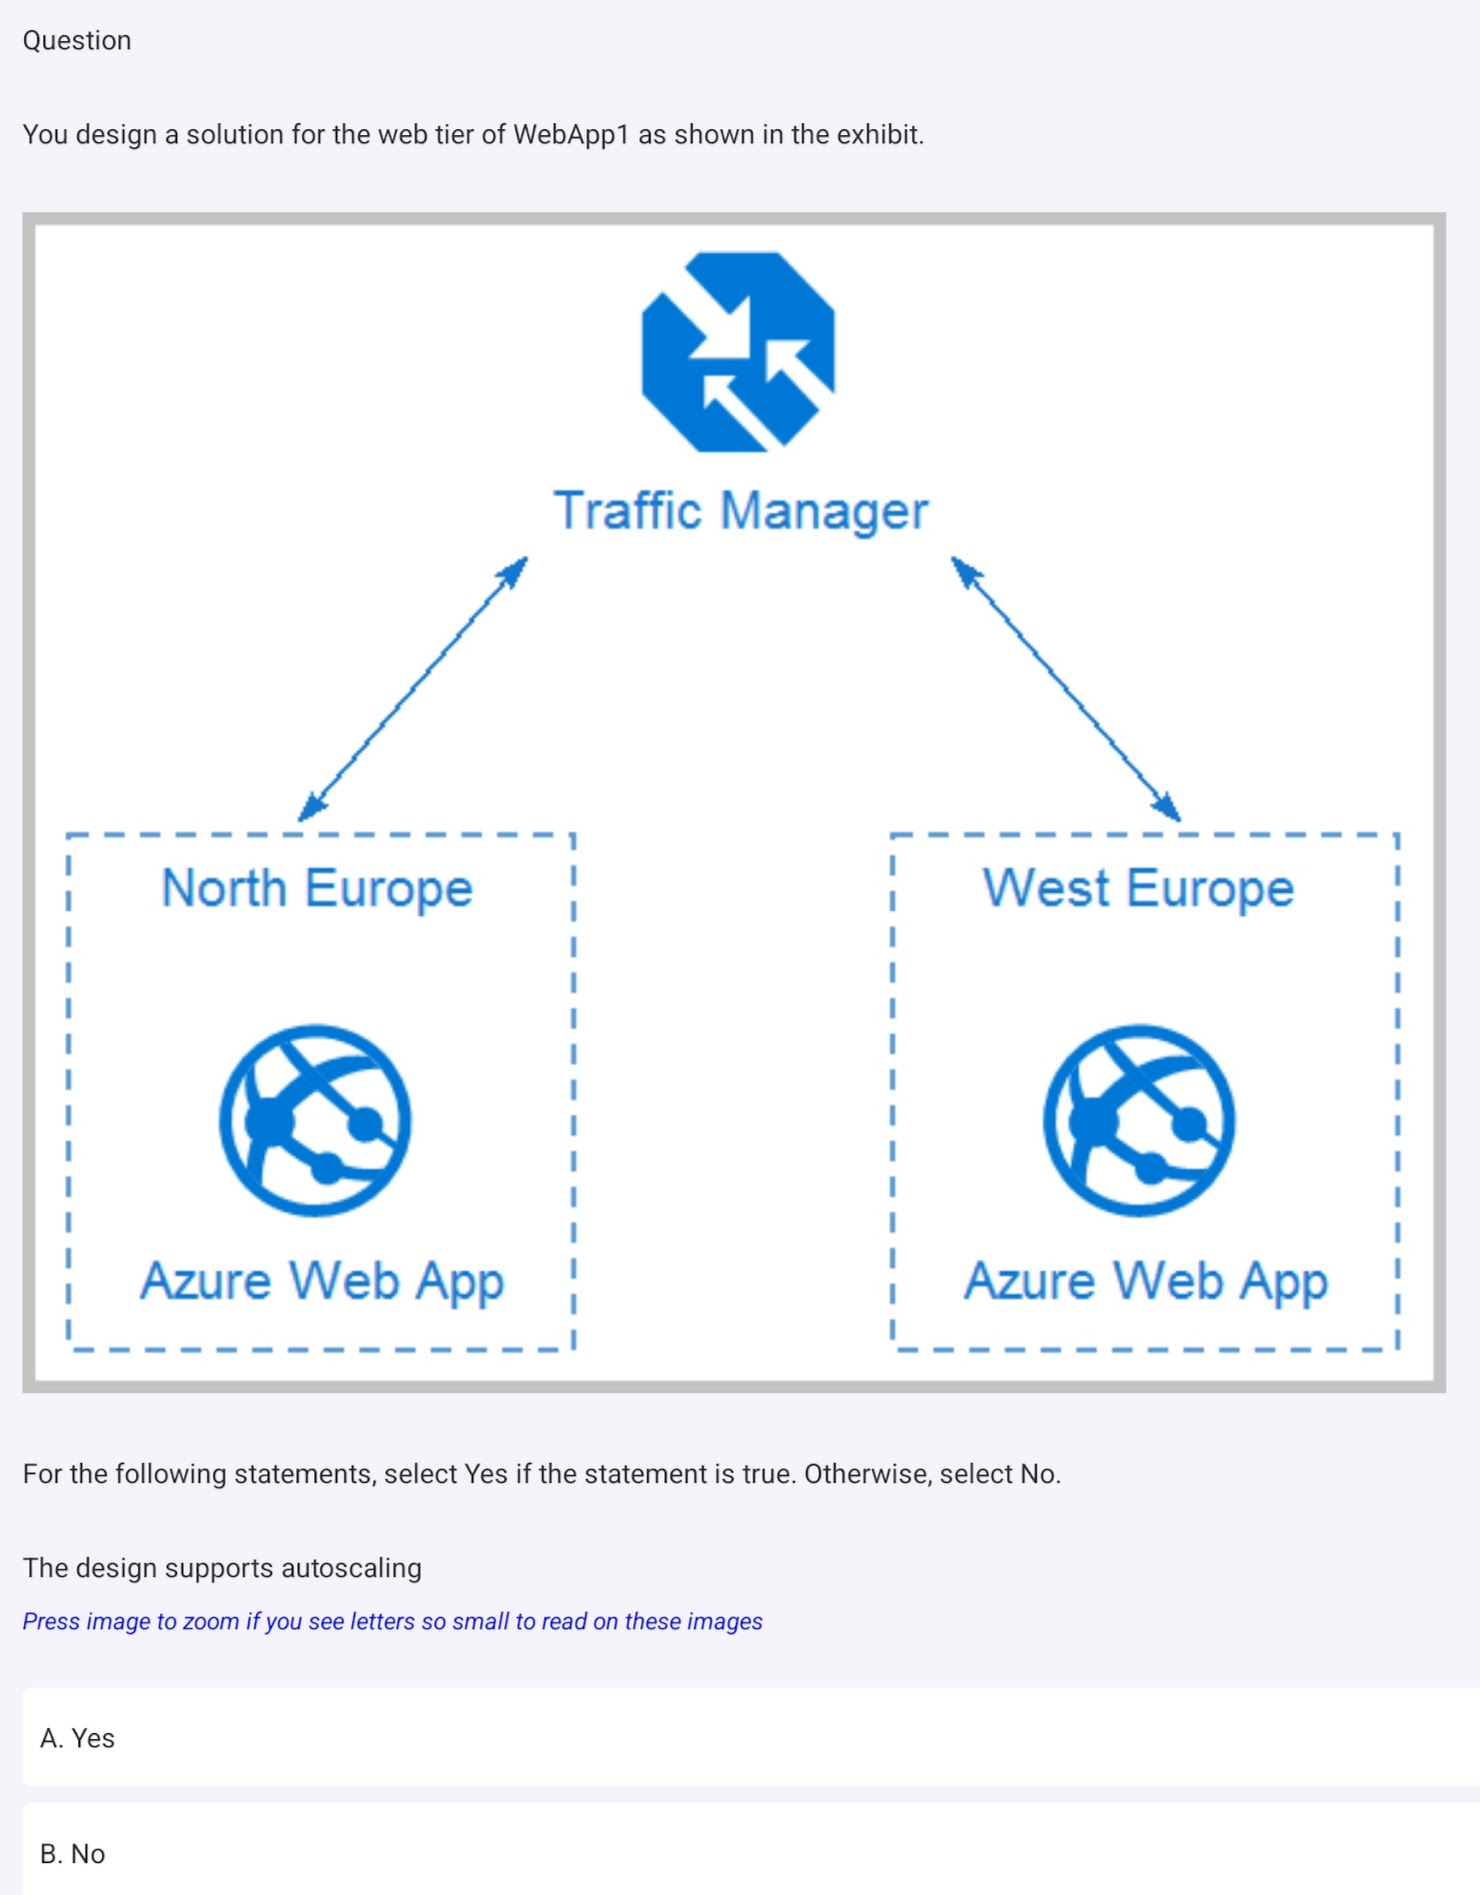 Question
You design a solution for the web tier of WebApp1 as shown in the exhibit.
Traffic Manager
North Europe
West Europe
Azure Web App
Azure Web App
For the following statements, select Yes if the statement is true. Otherwise, select No.
The design supports autoscaling
Press image to zoom if you see letters so small to read on these images
A. Yes
B. No